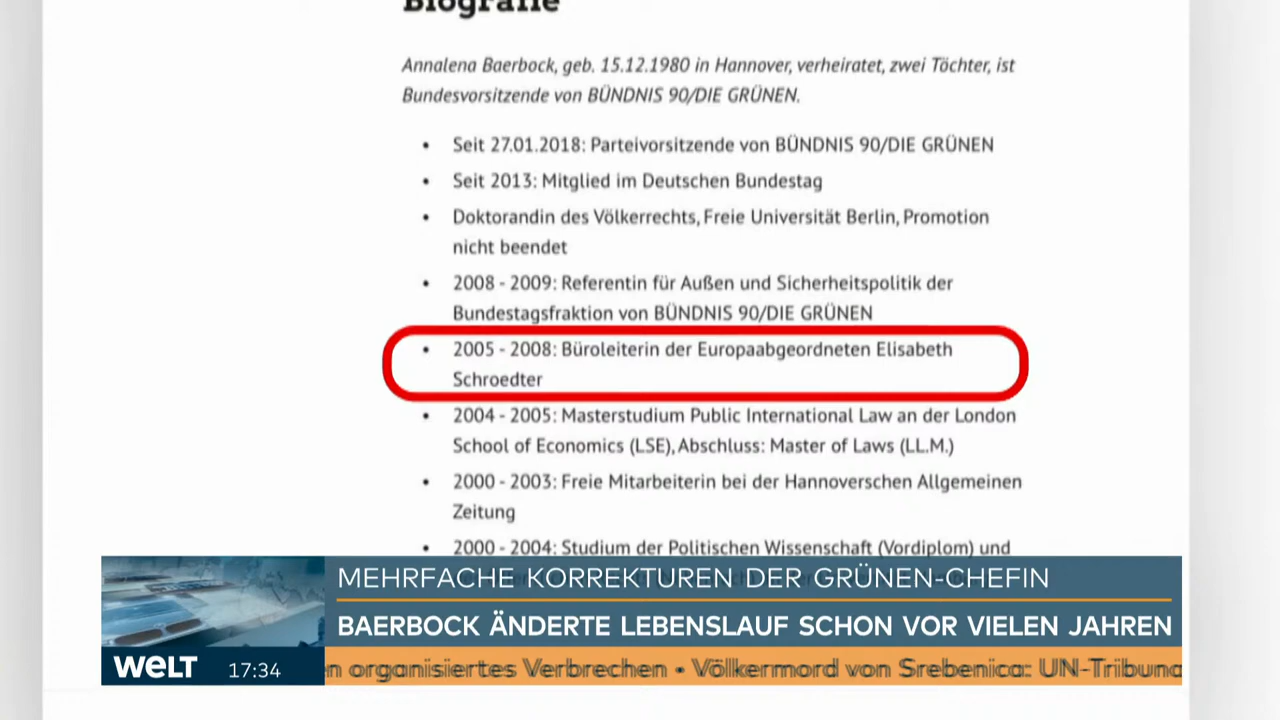 Biografie
Annalena Baerbock, geb. 15.12.1980 in Hannover, verheiratet, zwei Töchter, ist
Bundesvorsitzende von BÜNDNIS 90/DIE GRÜNEN.
• Seit 27.01.2018: Parteivorsitzende von BÜNDNIS 90/DIE GRÜNEN
• Seit 2013: Mitglied im Deutschen Bundestag
• Doktorandin des Völkerrechts, Freie Universität Berlin, Promotion
nicht beendet
• 2008 - 2009: Referentin für Außen und Sicherheitspolitik der
Bundestagsfraktion von BÜNDNIS 90/DIE GRÜNEN
• 2005 - 2008: Büroleiterin der Europaabgeordneten Elisabeth
Schroedter
• 2004 - 2005: Masterstudium Public International Law an der London
School of Economics (LSE), Abschluss: Master of Laws (LL.M.)
• 2000 - 2003: Freie Mitarbeiterin bei der Hannoverschen Allgemeinen
Zeitung
• 2000 - 2004: Studium der Politischen Wissenschaft (Vordiplom) und
MEHRFACHE KORREKTUREN DER GRÜNEN-CHEFIN
BAERBOCK ÄNDERTE LEBENSLAUF SCHON VOR VIELEN JAHREN
welt 17:34 n organisiertes Verbrechen • Völkermord von Srebenica: UN-Tribuna